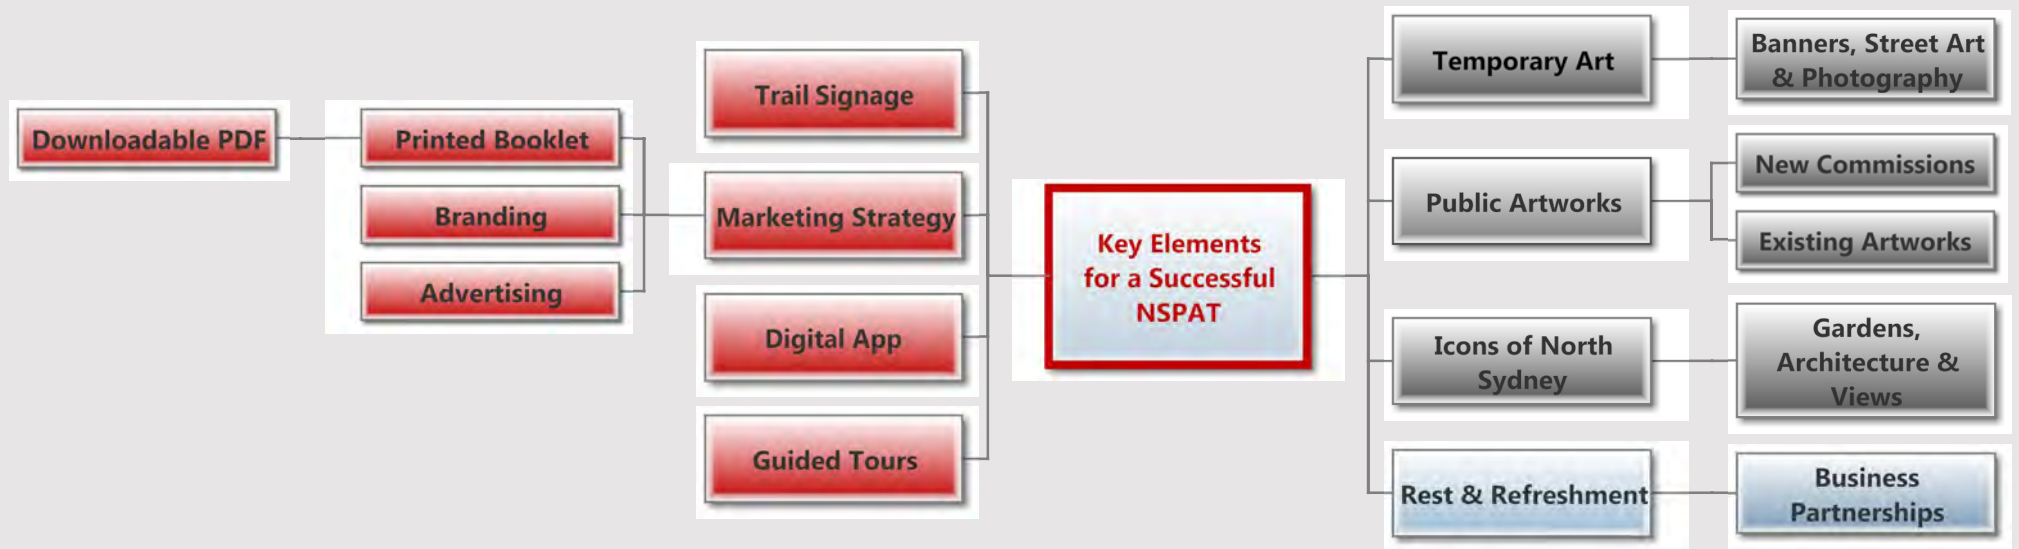 Downloadable PDF
Printed Booklet
Branding
Advertising
Trail Signage
Marketing Strategy
Digital App
Guided Tours
Key Elements
for a Successful
NSPAT
Temporary Art
Banners, Street Art
& Photography
Public Artworks
New Commissions
Existing Artworks
Icons of North
Sydney
Gardens,
Architecture &
Views
Rest & Refreshment
Business
Partnerships